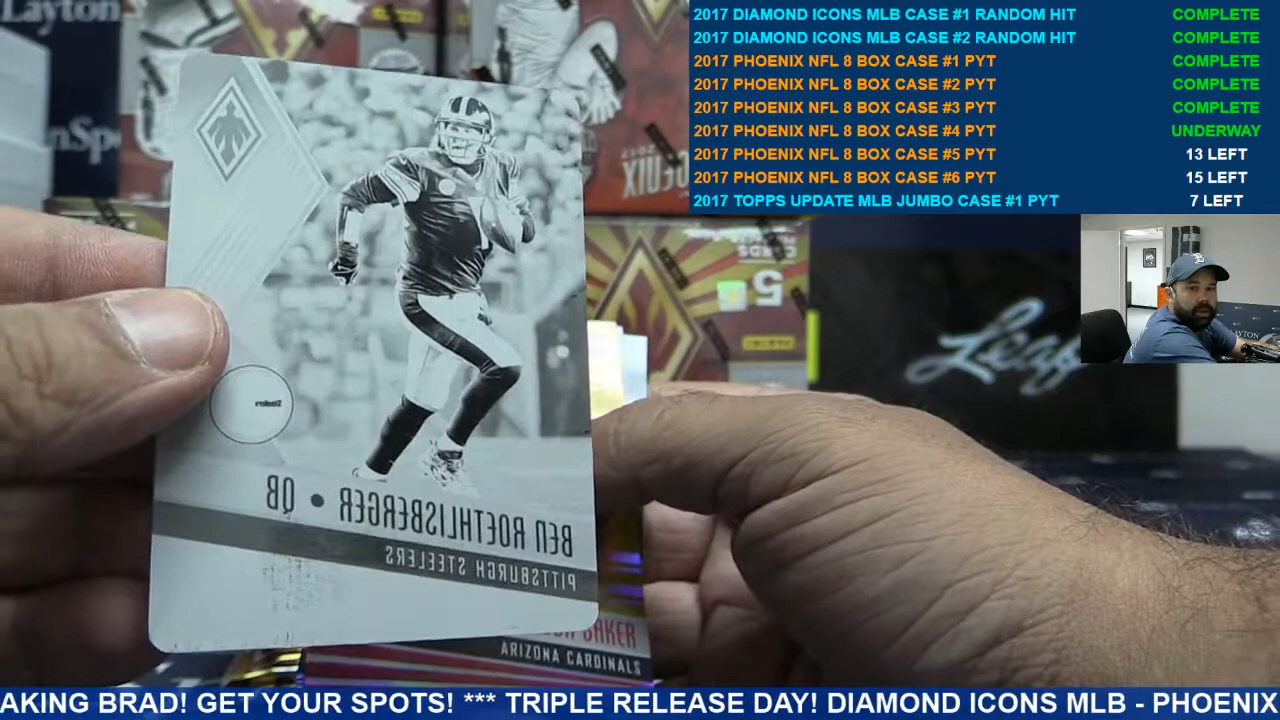 2017 DIAMOND ICONS MLB CASE #1 RANDOM HIT COMPLETE
2017 DIAMOND ICONS MLB CASE #2 RANDOM HIT COMPLETE
2017 PHOENIX NFL 8 BOX CASE #1 PYT COMPLETE
2017 PHOENIX NFL 8 BOX CASE #2 PYT COMPLETE
2017 PHOENIX NFL 8 BOX CASE #3 PYT COMPLETE
2017 PHOENIX NFL 8 BOX CASE #4 PYT UNDERWAY
2017 PHOENIX NFL 8 BOX CASE #5 PYT 13 LEFT
2017 PHOENIX NFL 8 BOX CASE #6 PYT 15 LEFT
2017 TOPPS UPDATE MLB JUMBO CASE #1 PYT 7 LEFT
Layton
5
CARDS
Leaf
BEN ROETHLISBERGER • QB
PITTSBURGH STEELERS
BAKER
ARIZONA CARDINALS
AKING BRAD! GET YOUR SPOTS! *** TRIPLE RELEASE DAY! DIAMOND ICONS MLB - PHOENIX